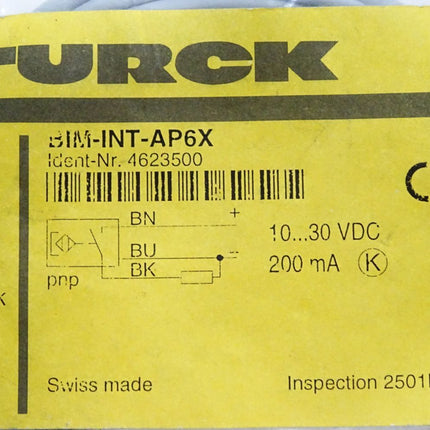 TURCK
BIM-INT-AP6X
Ident-Nr. 4623500
BN +
10...30 VDC
BU -
BK 200 mA K
pnp
K
Swiss made Inspection 2501